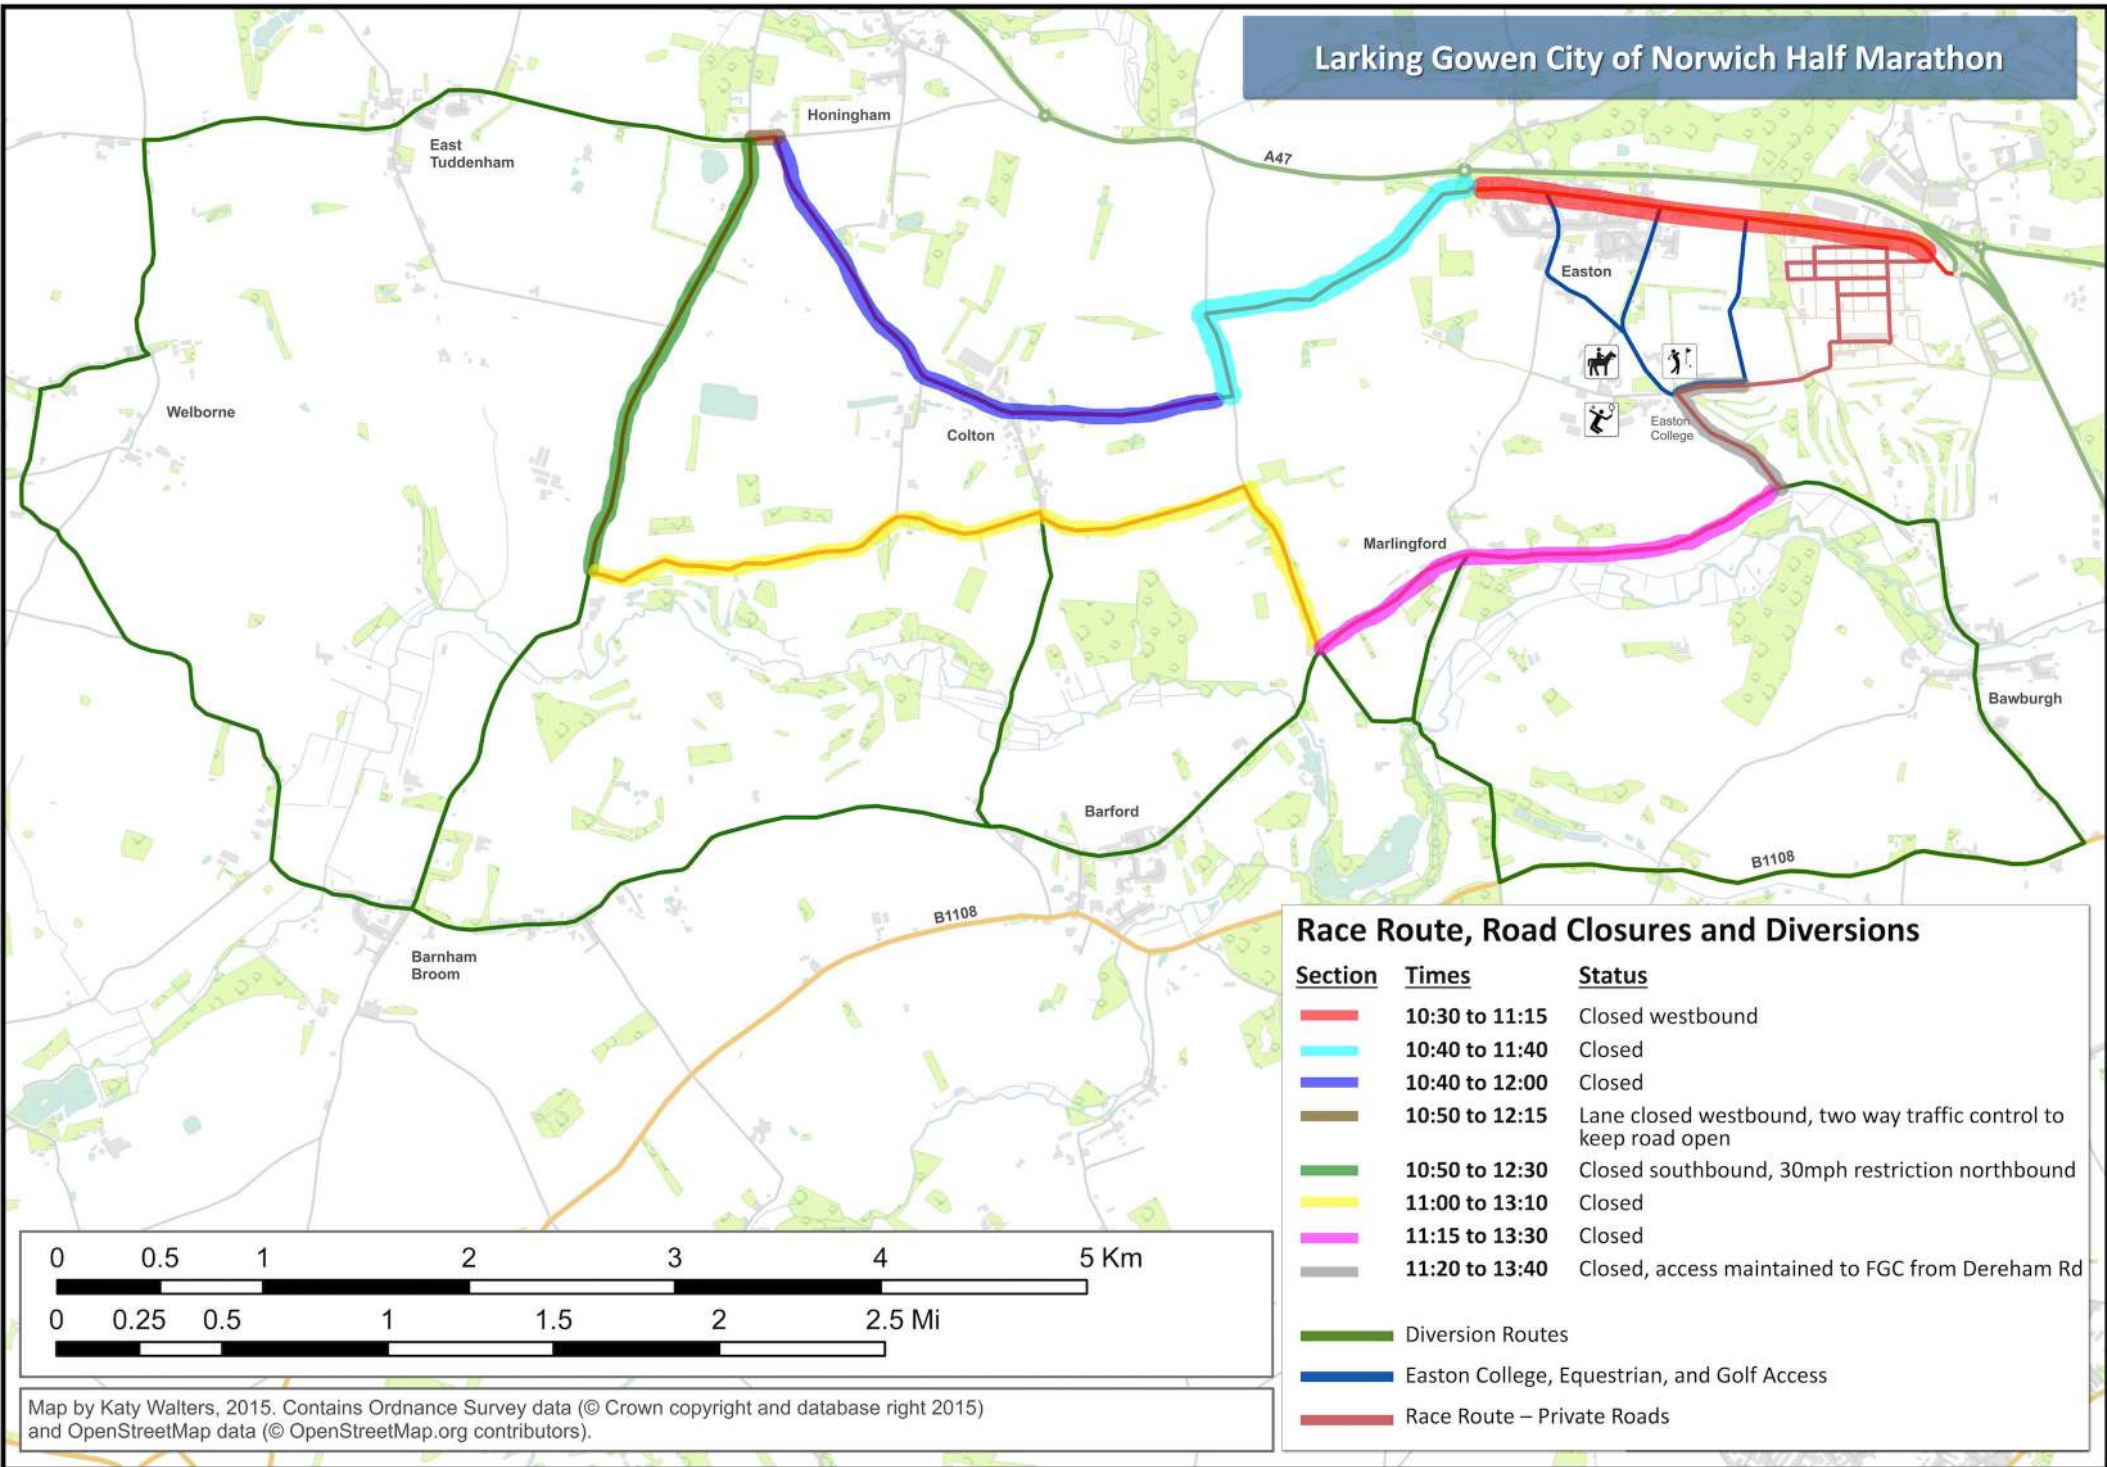 Larking Gowen City of Norwich Half Marathon
Honingham
East
Tuddenham
A47
Easton
Welborne
Colton
Easton
College
Marlingford
Bawburgh
Barford
B1108
B1108
Barnham
Broom
Race Route, Road Closures and Diversions
Section Times Status
10:30 to 11:15 Closed westbound
10:40 to 11:40 Closed
10:40 to 12:00 Closed
10:50 to 12:15 Lane closed westbound, two way traffic control to
keep road open
10:50 to 12:30 Closed southbound, 30mph restriction northbound
11:00 to 13:10 Closed
11:15 to 13:30 Closed
11:20 to 13:40 Closed, access maintained to FGC from Dereham Rd
Diversion Routes
Easton College, Equestrian, and Golf Access
Race Route – Private Roads
0 0.5 1 2 3 4 5 Km
0 0.25 0.5 1 1.5 2 2.5 Mi
Map by Katy Walters, 2015. Contains Ordnance Survey data (© Crown copyright and database right 2015)
and OpenStreetMap data (© OpenStreetMap.org contributors).